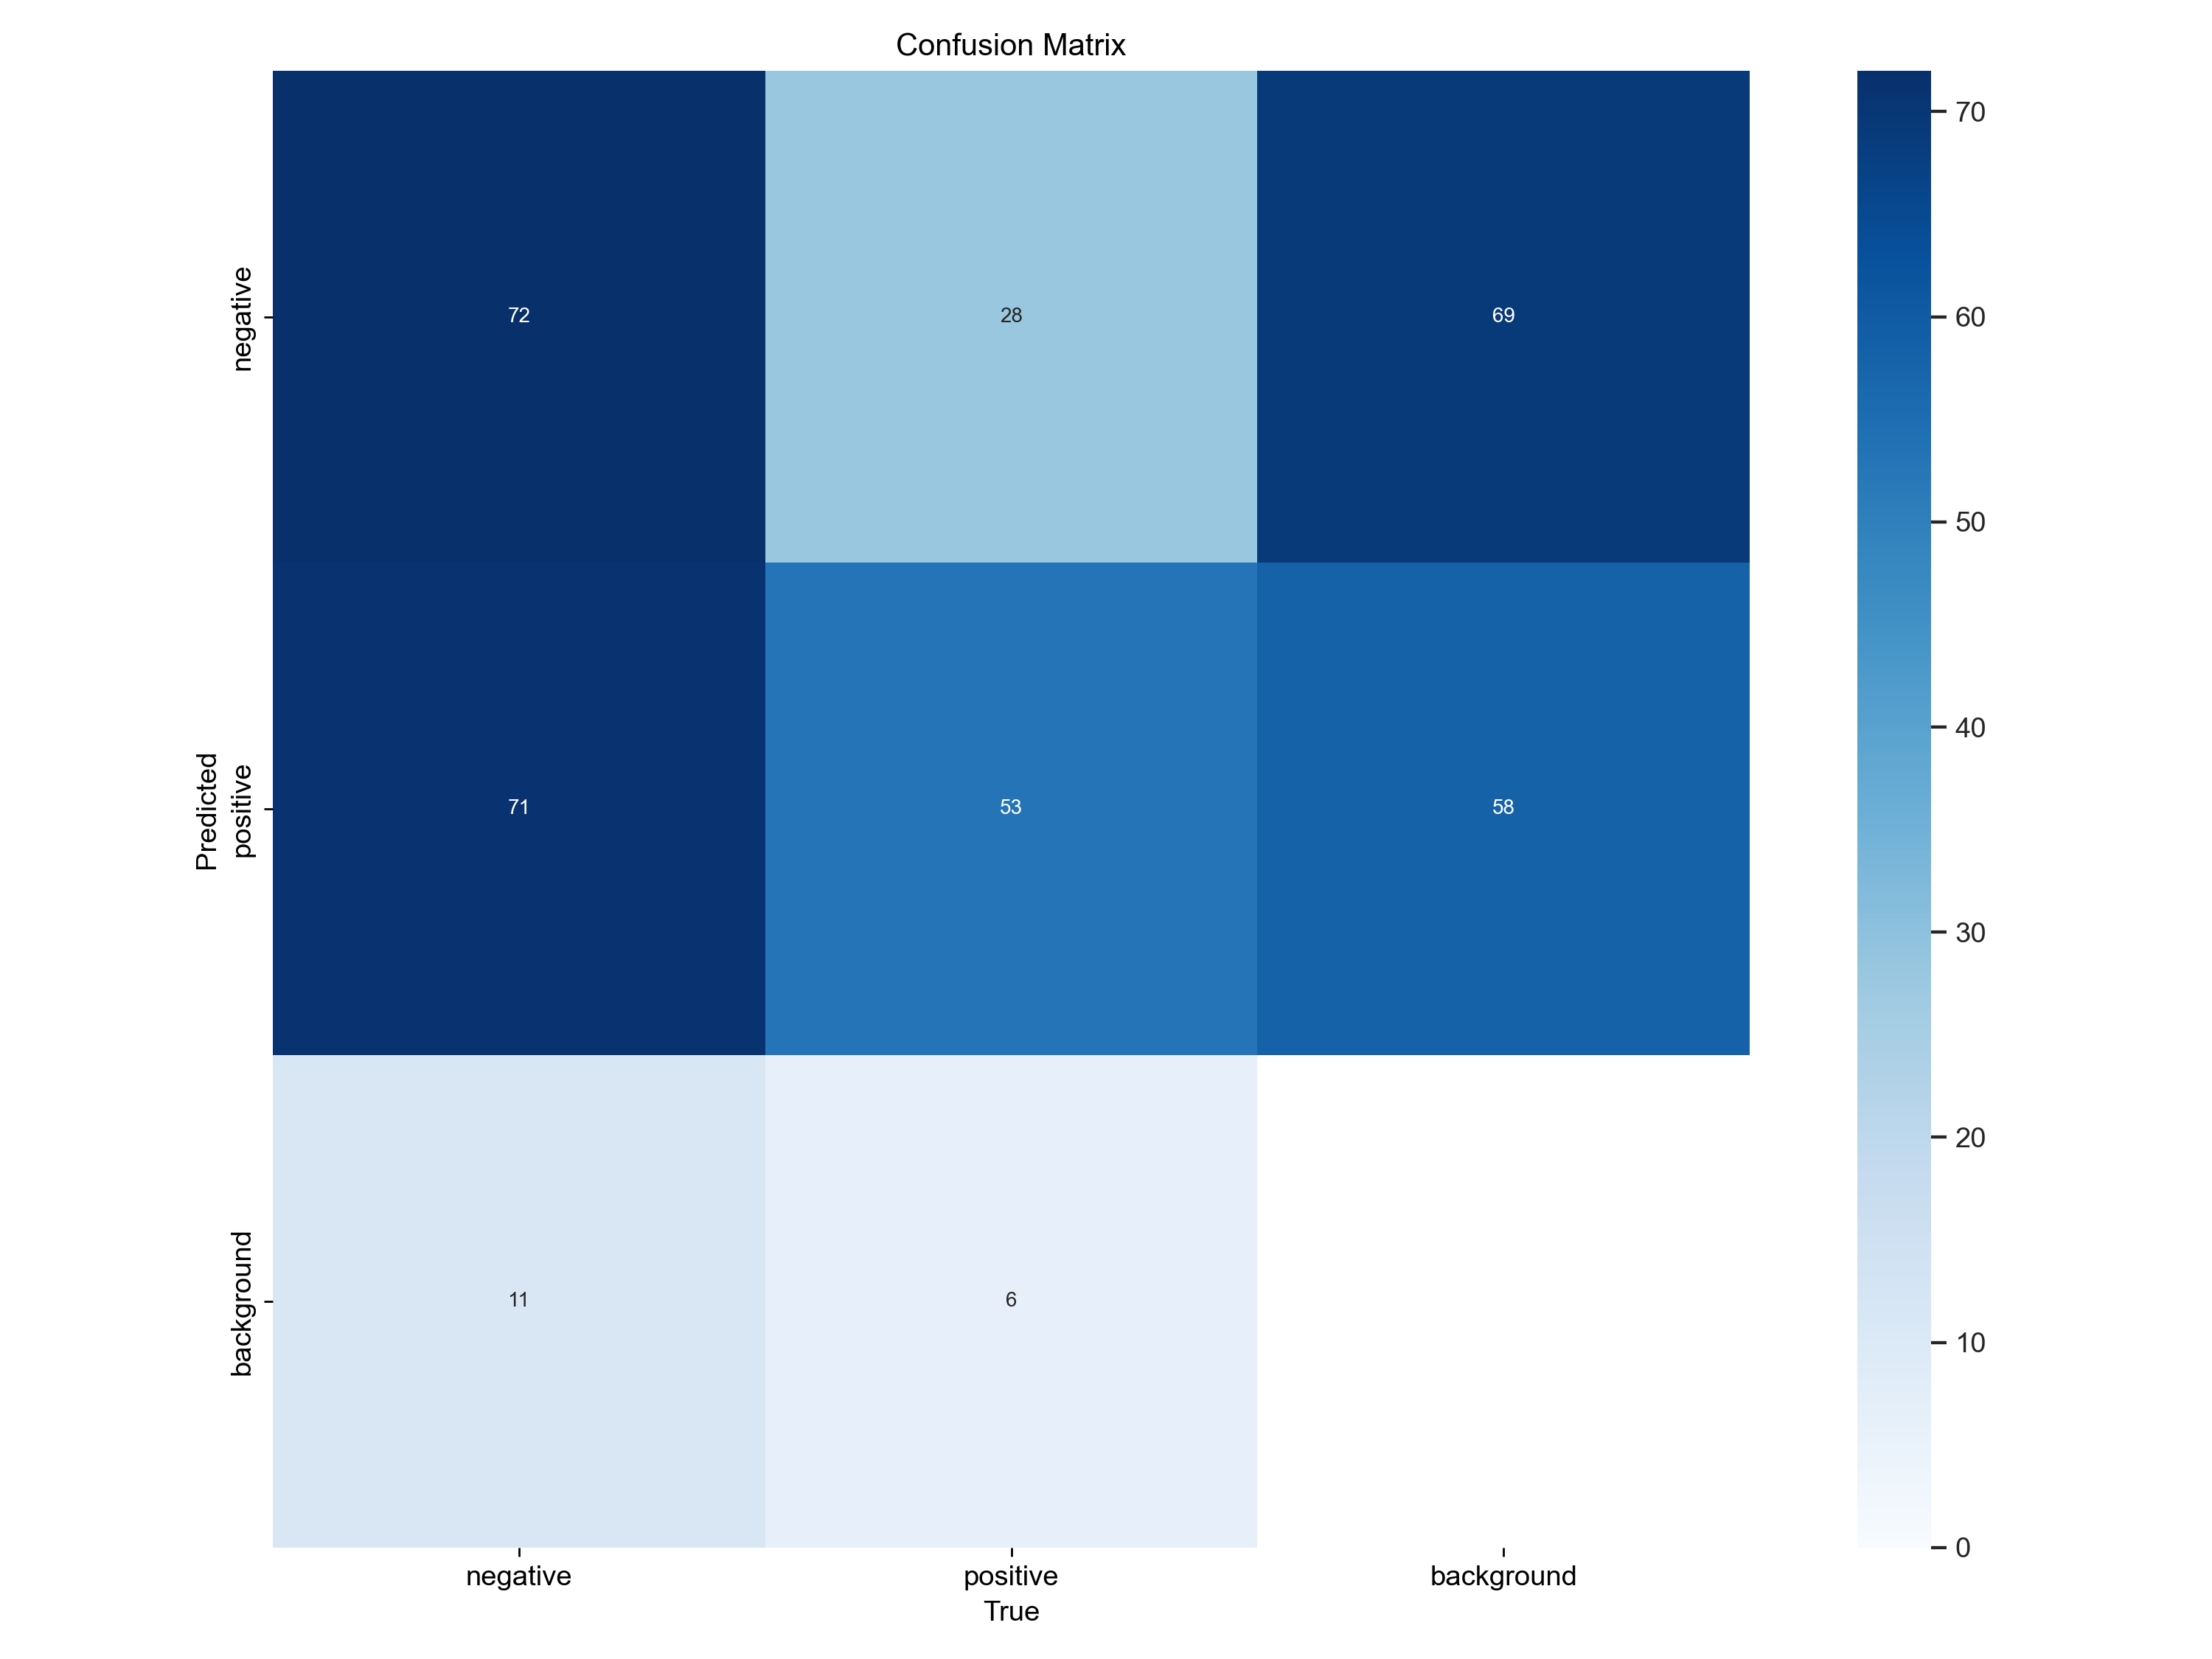 Confusion Matrix
negative
72
28
69
Predicted
positive
71
53
58
background
11
6
negative
positive
background
True
70
60
50
40
30
20
10
0